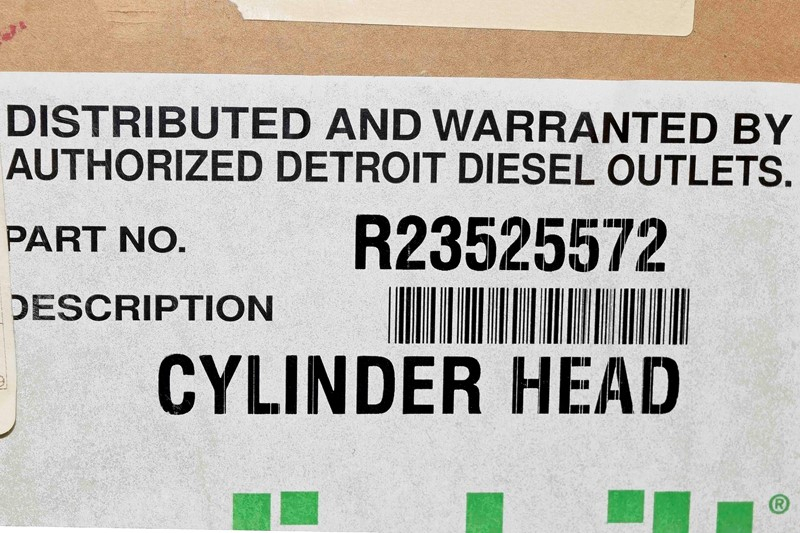 DISTRIBUTED AND WARRANTED BY
AUTHORIZED DETROIT DIESEL OUTLETS.
PART NO. R23525572
DESCRIPTION
CYLINDER HEAD
®